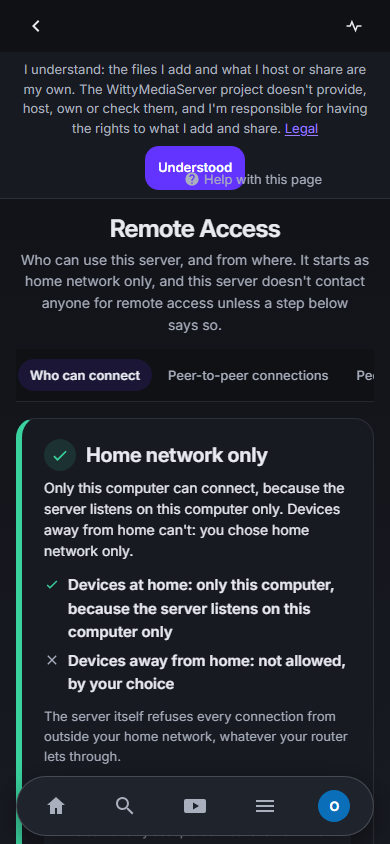 I understand: the files I add and what I host or share are
my own. The WittyMediaServer project doesn't provide,
host, own or check them, and I'm responsible for having
the rights to what I add and share. Legal
Understood
Help with this page
Remote Access
Who can use this server, and from where. It starts as
home network only, and this server doesn't contact
anyone for remote access unless a step below
says so.
Who can connect Peer-to-peer connections
Home network only
Only this computer can connect, because the
server listens on this computer only. Devices
away from home can't: you chose home
network only.
Devices at home: only this computer,
because the server listens on this
computer only
Devices away from home: not allowed,
by your choice
The server itself refuses every connection from
outside your home network, whatever your router
lets through.
O